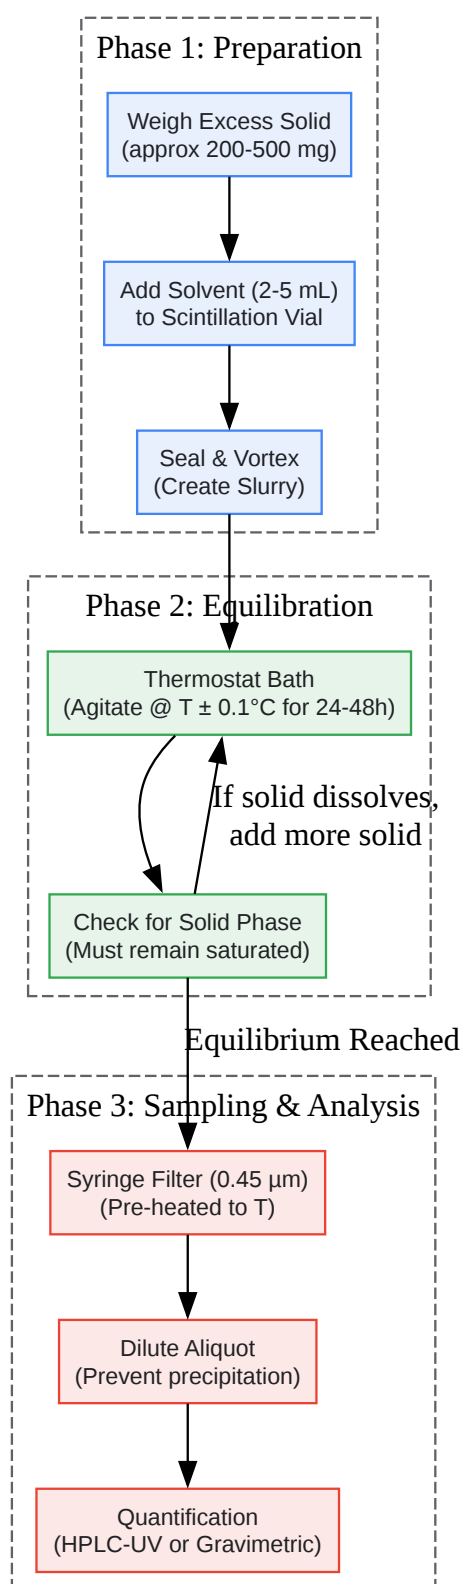 Phase 1: Preparation
Weigh Excess Solid
(approx 200-500 mg)
Add Solvent (2-5 mL)
to Scintillation Vial
Seal & Vortex
(Create Slurry)
Phase 2: Equilibration
Thermostat Bath
(Agitate @ T ± 0.1°C for 24-48h)
If solid dissolves,
add more solid
Check for Solid Phase
(Must remain saturated)
Equilibrium Reached
Phase 3: Sampling & Analysis
Syringe Filter (0.45 µm)
(Pre-heated to T)
Dilute Aliquot
(Prevent precipitation)
Quantification
(HPLC-UV or Gravimetric)